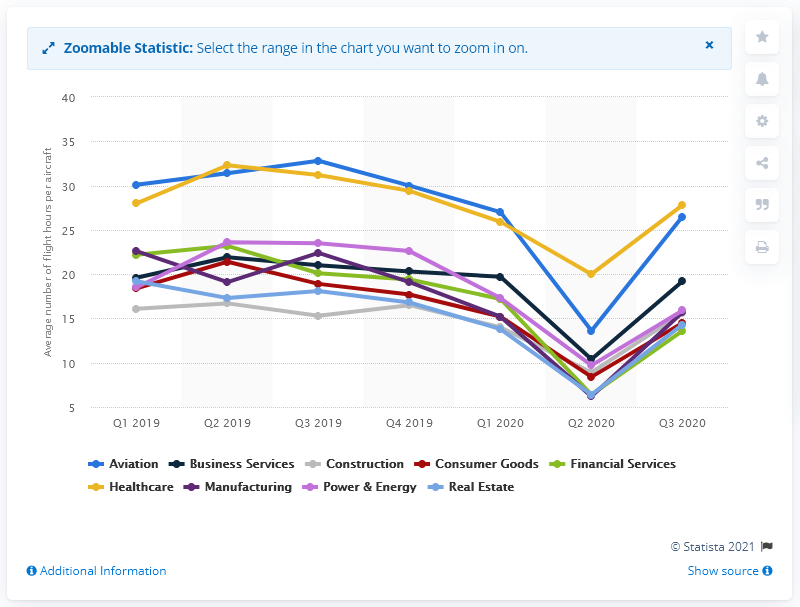 Zoomable Statistic: Select the range in the chart you want to zoom in on.
×
40
35
30
25
20
15
10
5
Average number of flight hours per aircraft
Q1 2019 Q2 2019 Q3 2019 Q4 2019 Q1 2020 Q2 2020 Q3 2020
Aviation Business Services Construction Consumer Goods Financial Services
Healthcare Manufacturing Power & Energy Real Estate
© Statista 2021
Additional Information Show source